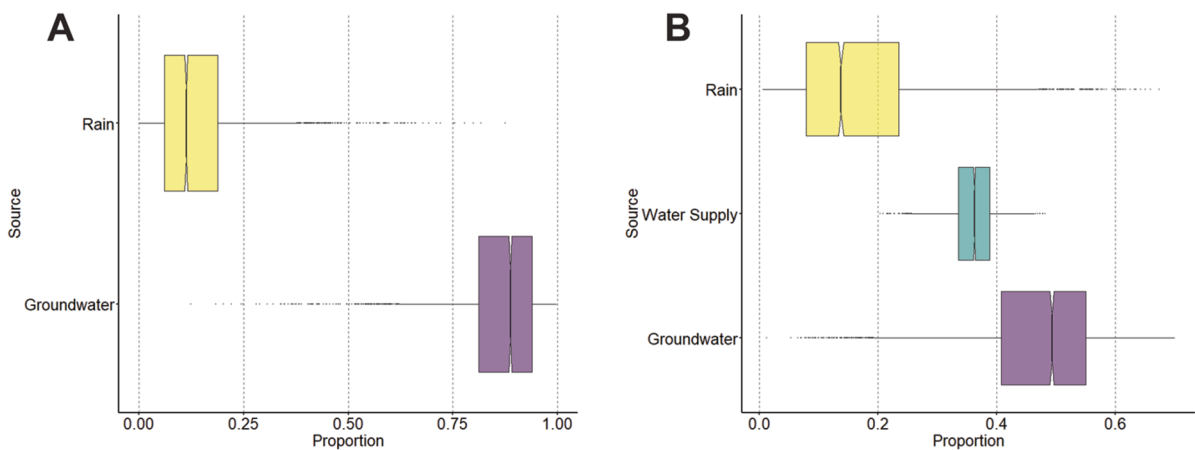 A
Source
Rain
Groundwater
0.00 0.25 0.50 0.75 1.00
Proportion
B
Source
Rain
Water Supply
Groundwater
0.0 0.2 0.4 0.6
Proportion